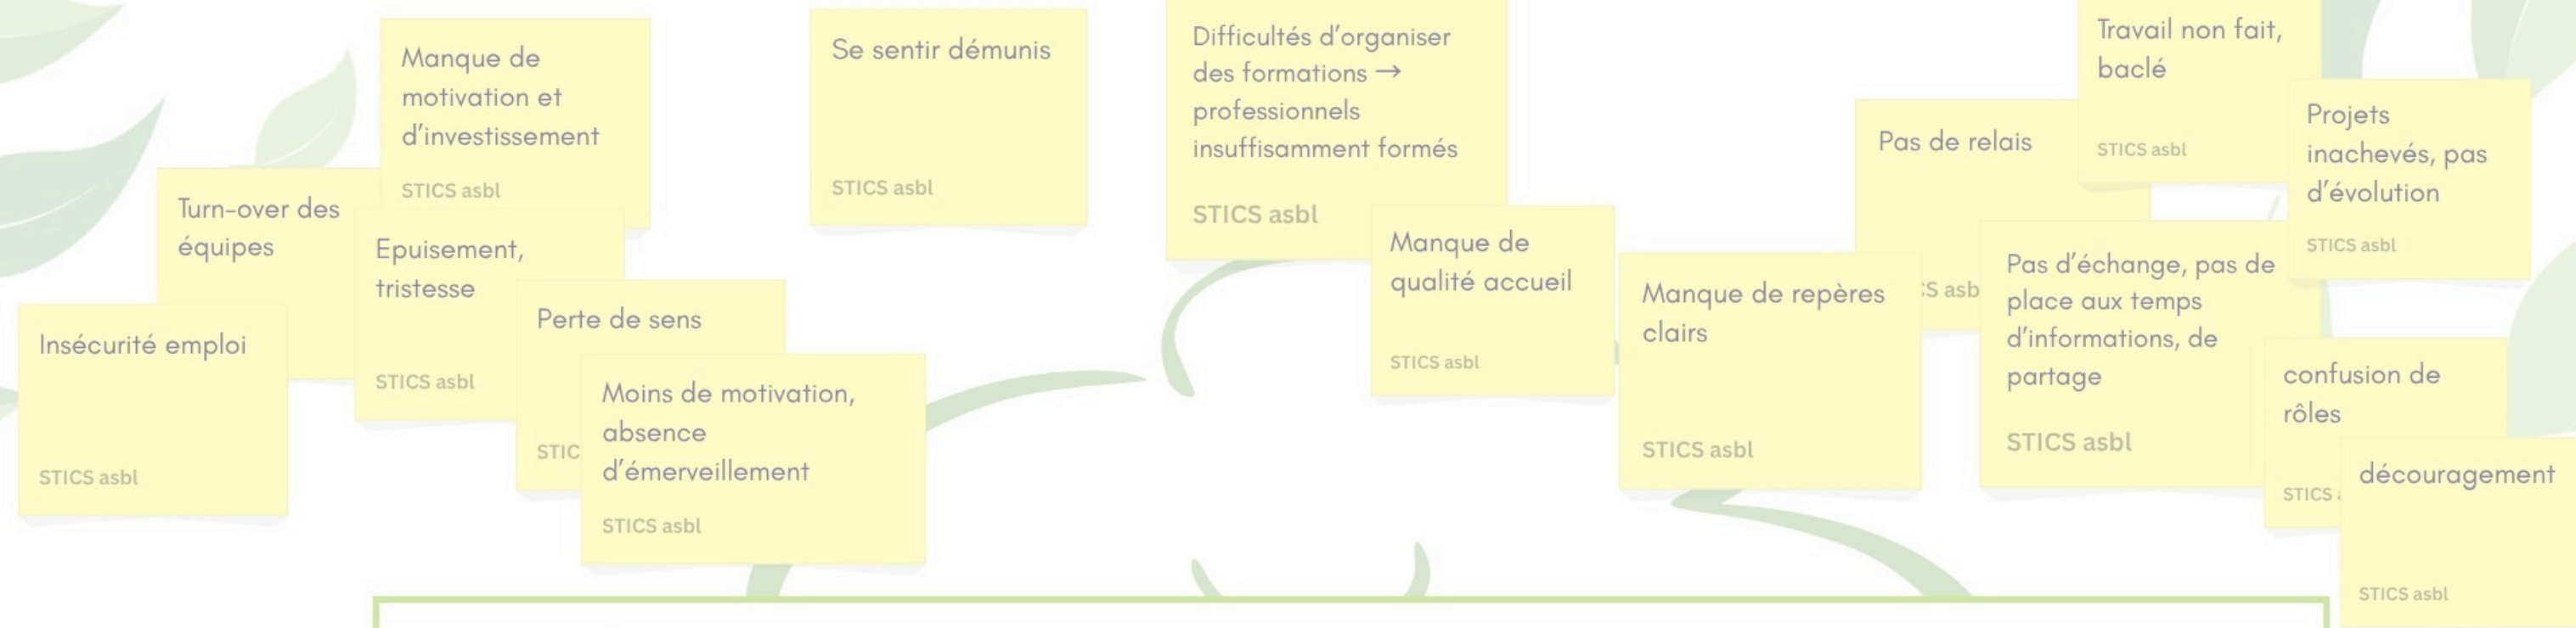 Manque de
motivation et
d'investissement
STICS asbl
Se sentir démunis
STICS asbl
Difficultés d'organiser
des formations →
professionnels
insuffisamment formés
STICS asbl
Travail non fait,
baclé
STICS asbl
Projets
inachevés, pas
d'évolution
STICS asbl
Pas de relais
CS asb
Turn-over des
équipes
Epuisement,
tristesse
STICS asbl
Manque de
qualité accueil
STICS asbl
Manque de repères
clairs
STICS asbl
Pas d'échange, pas de
place aux temps
d'informations, de
partage
STICS asbl
Insécurité emploi
STICS asbl
Perte de sens
STIC
Moins de motivation,
absence
d'émerveillement
STICS asbl
confusion de
rôles
STICS
découragement
STICS asbl